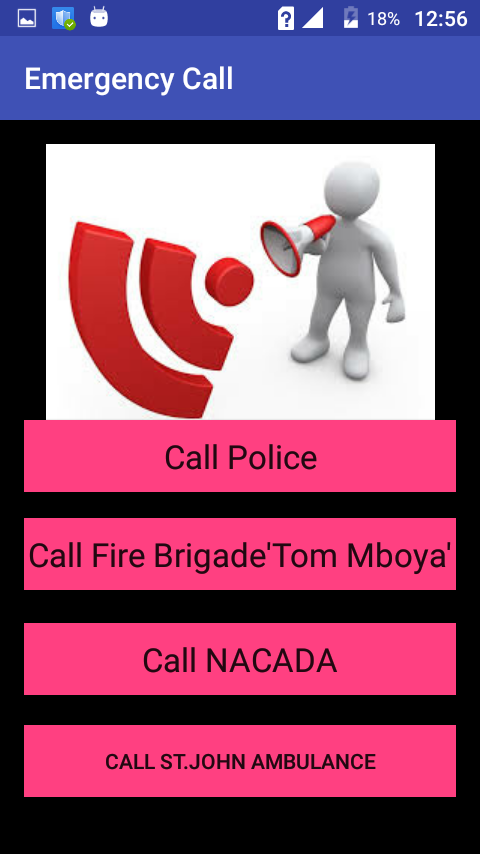 18% 12:56
Emergency Call
Call Police
Call Fire Brigade'Tom Mboya'
Call NACADA
CALL ST.JOHN AMBULANCE